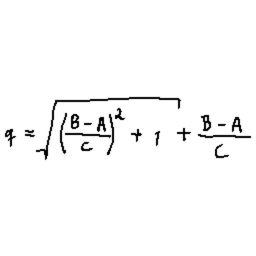 q ≈ √(((B-A)/C)² + 1) + (B-A)/C